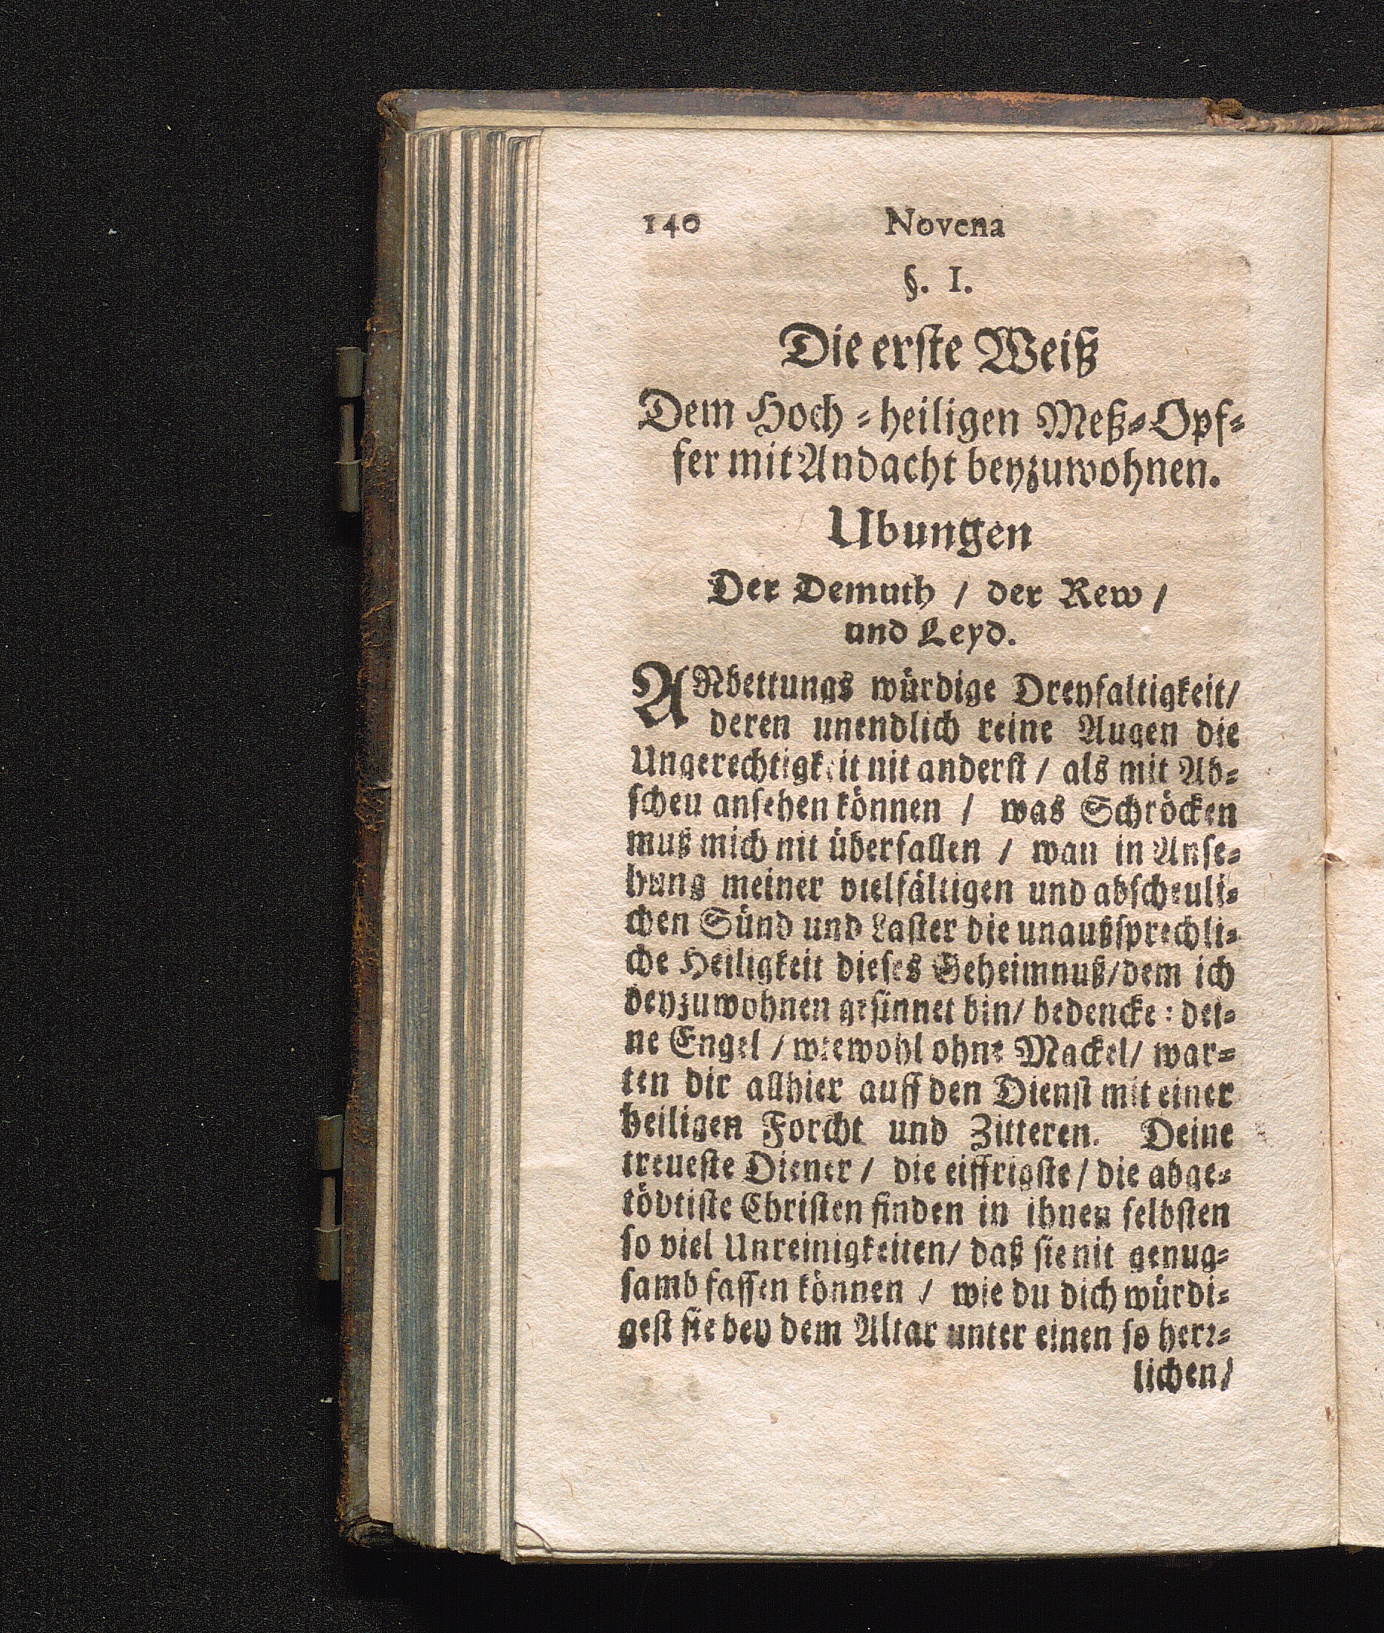 140 Novena
§. I.
Die erste Weiß
Dem Hoch-heiligen Meß-Opf-
fer mit Andacht beyzuwohnen.
Ubungen
Der Demuth / der Rew /
und Leyd.
ANbettungs würdige Dreyfaltigkeit/
deren unendlich reine Augen die
Ungerechtigkeit nit anderst / als mit Ab-
scheu ansehen können / was Schröcken
muß mich nit überfallen / wan in Anse-
hung meiner vielfältigen und abscheuli-
chen Sünd und Laster die unaußsprechli-
che Heiligkeit dieses Geheimnuß/dem ich
beyzuwohnen gesinnet bin/ bedencke: dei-
ne Engel / wiewohl ohne Mackel/ war-
ten dir allhier auff den Dienst mit einer
heiligen Forcht und Zitteren. Deine
treueste Diener / die eiffrigste / die abge-
tödtiste Christen finden in ihnen selbsten
so viel Unreinigkeiten/ daß sie nit genug-
samb fassen können / wie du dich würdi-
gest sie bey dem Altar unter einen so herr-
lichen/